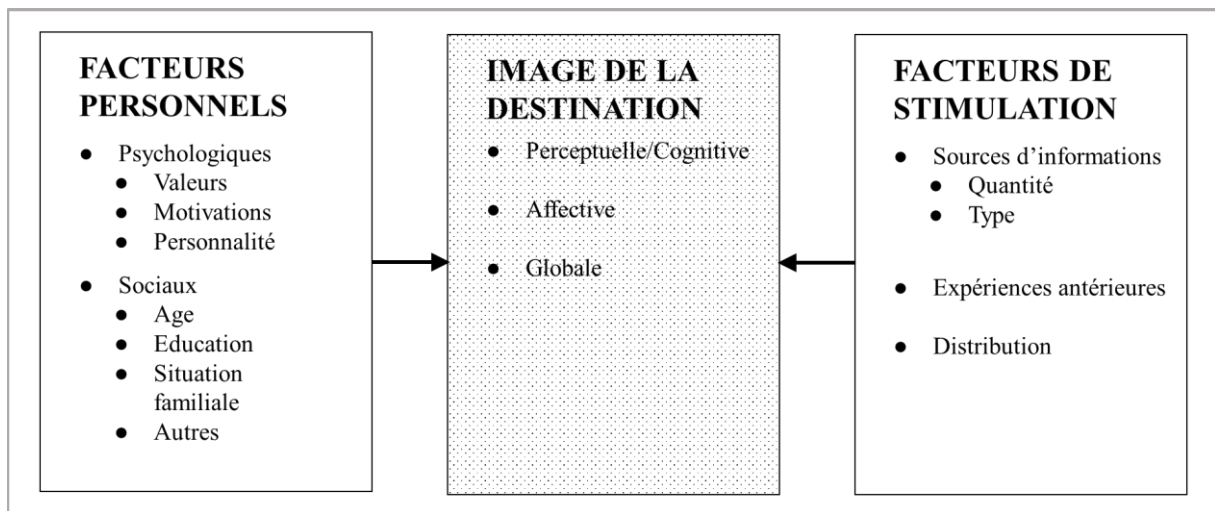 FACTEURS
PERSONNELS
● Psychologiques
● Valeurs
● Motivations
● Personnalité
● Sociaux
● Age
● Education
● Situation
familiale
● Autres
IMAGE DE LA
DESTINATION
● Perceptuelle/Cognitive
● Affective
● Globale
FACTEURS DE
STIMULATION
● Sources d’informations
● Quantité
● Type
● Expériences antérieures
● Distribution